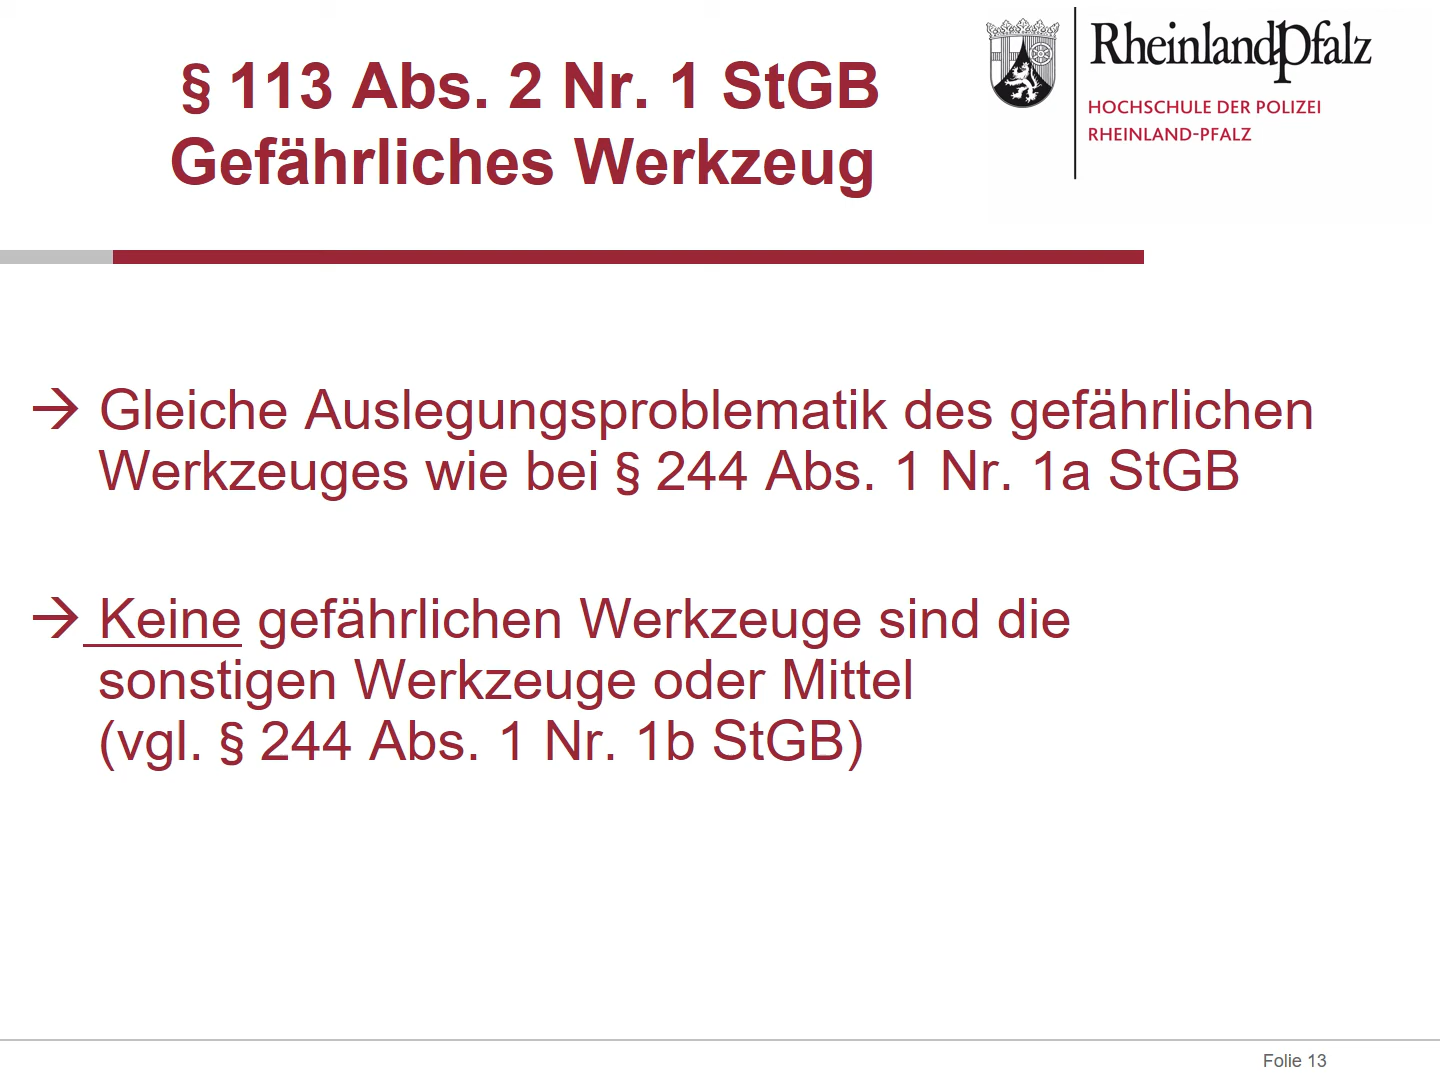 § 113 Abs. 2 Nr. 1 StGB
Gefährliches Werkzeug
RheinlandPfalz
HOCHSCHULE DER POLIZEI
RHEINLAND-PFALZ
→ Gleiche Auslegungsproblematik des gefährlichen
Werkzeuges wie bei § 244 Abs. 1 Nr. 1a StGB
→ Keine gefährlichen Werkzeuge sind die
sonstigen Werkzeuge oder Mittel
(vgl. § 244 Abs. 1 Nr. 1b StGB)
Folie 13